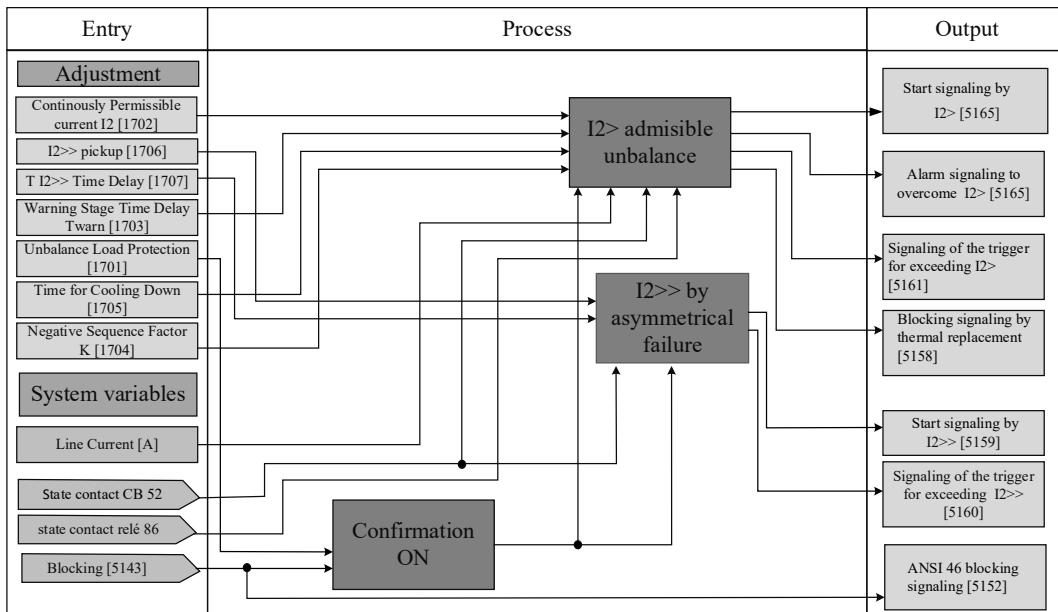 Entry
Process
Output
Adjustment
Continously Permissible
current I2 [1702]
I2>> pickup [1706]
T I2>> Time Delay [1707]
Warning Stage Time Delay
Twarn [1703]
Unbalance Load Protection
[1701]
Time for Cooling Down
[1705]
Negative Sequence Factor
K [1704]
System variables
Line Current [A]
State contact CB 52
state contact relé 86
Blocking [5143]
I2> admisible
unbalance
I2>> by
asymmetrical
failure
Confirmation
ON
Start signaling by
I2> [5165]
Alarm signaling to
overcome I2> [5165]
Signaling of the trigger
for exceeding I2>
[5161]
Blocking signaling by
thermal replacement
[5158]
Start signaling by
I2>> [5159]
Signaling of the trigger
for exceeding I2>>
[5160]
ANSI 46 blocking
signaling [5152]